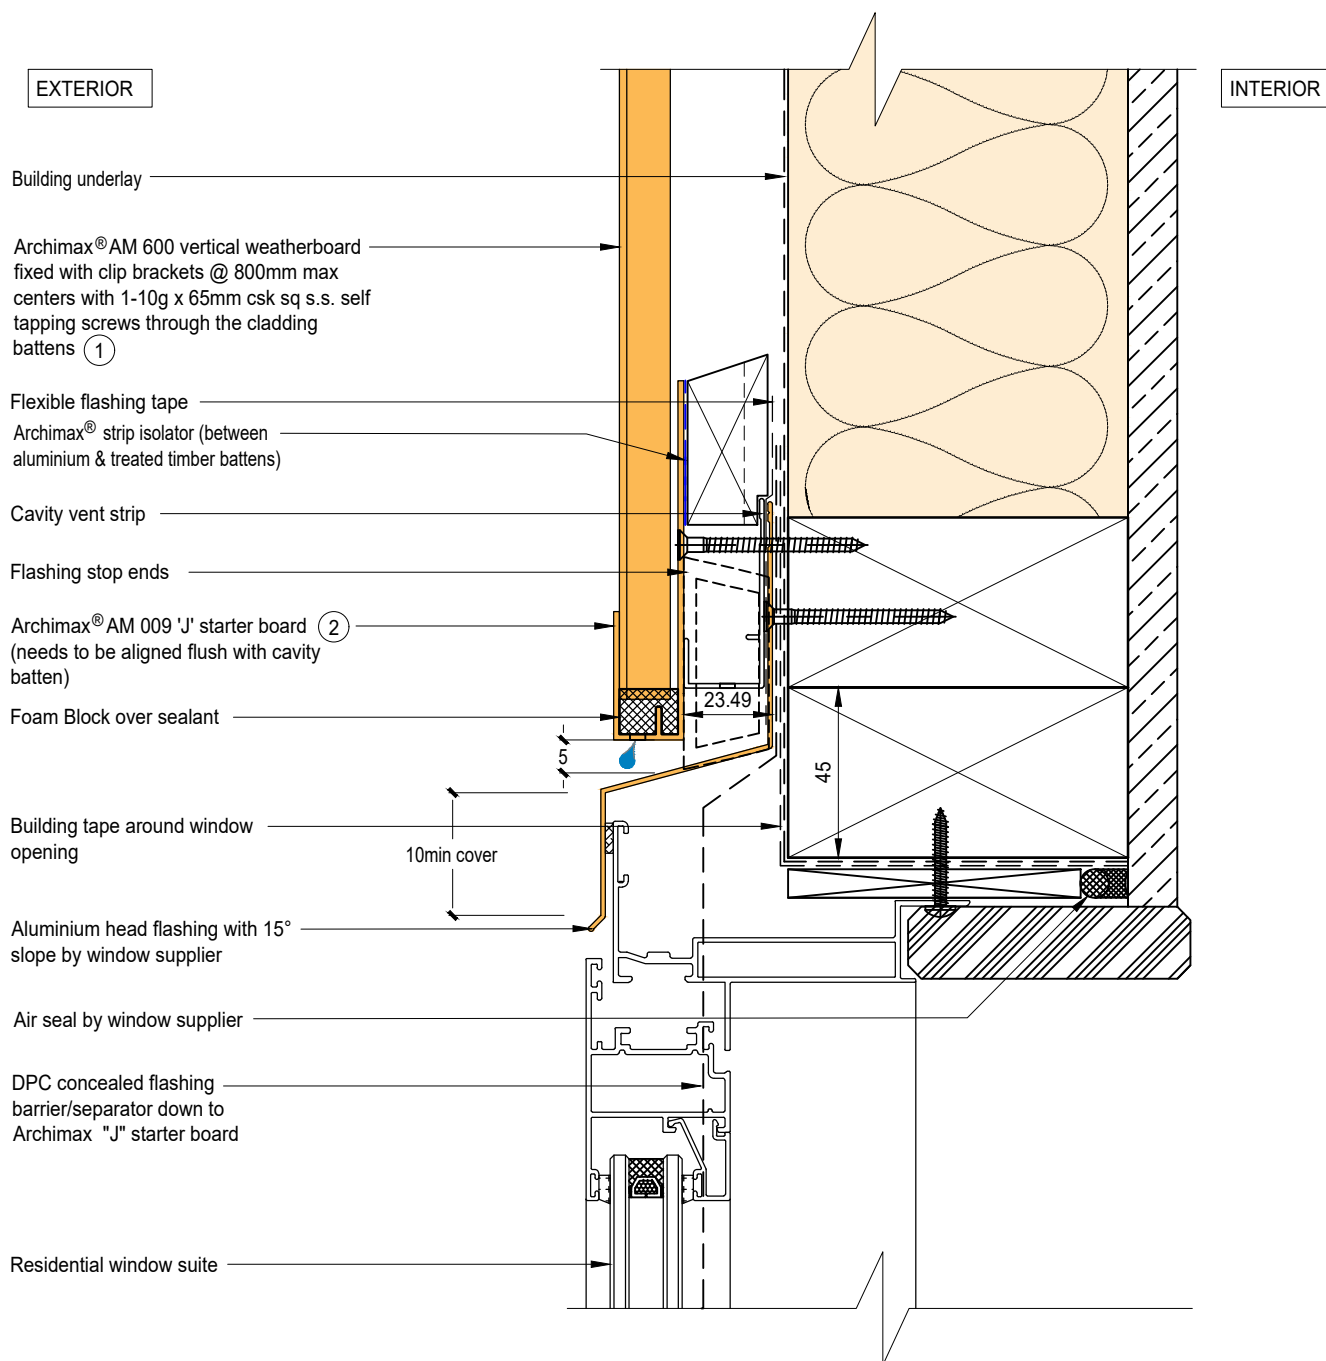 EXTERIOR
INTERIOR
Building underlay
Archimax® AM 600 vertical weatherboard
fixed with clip brackets @ 800mm max
centers with 1-10g x 65mm csk sq s.s. self
tapping screws through the cladding
battens 1
Flexible flashing tape
Archimax® strip isolator (between
aluminium & treated timber battens)
Cavity vent strip
Flashing stop ends
Archimax® AM 009 'J' starter board 2
(needs to be aligned flush with cavity
batten)
Foam Block over sealant
23.49
5
45
Building tape around window
opening
10min cover
Aluminium head flashing with 15°
slope by window supplier
Air seal by window supplier
DPC concealed flashing
barrier/separator down to
Archimax "J" starter board
Residential window suite